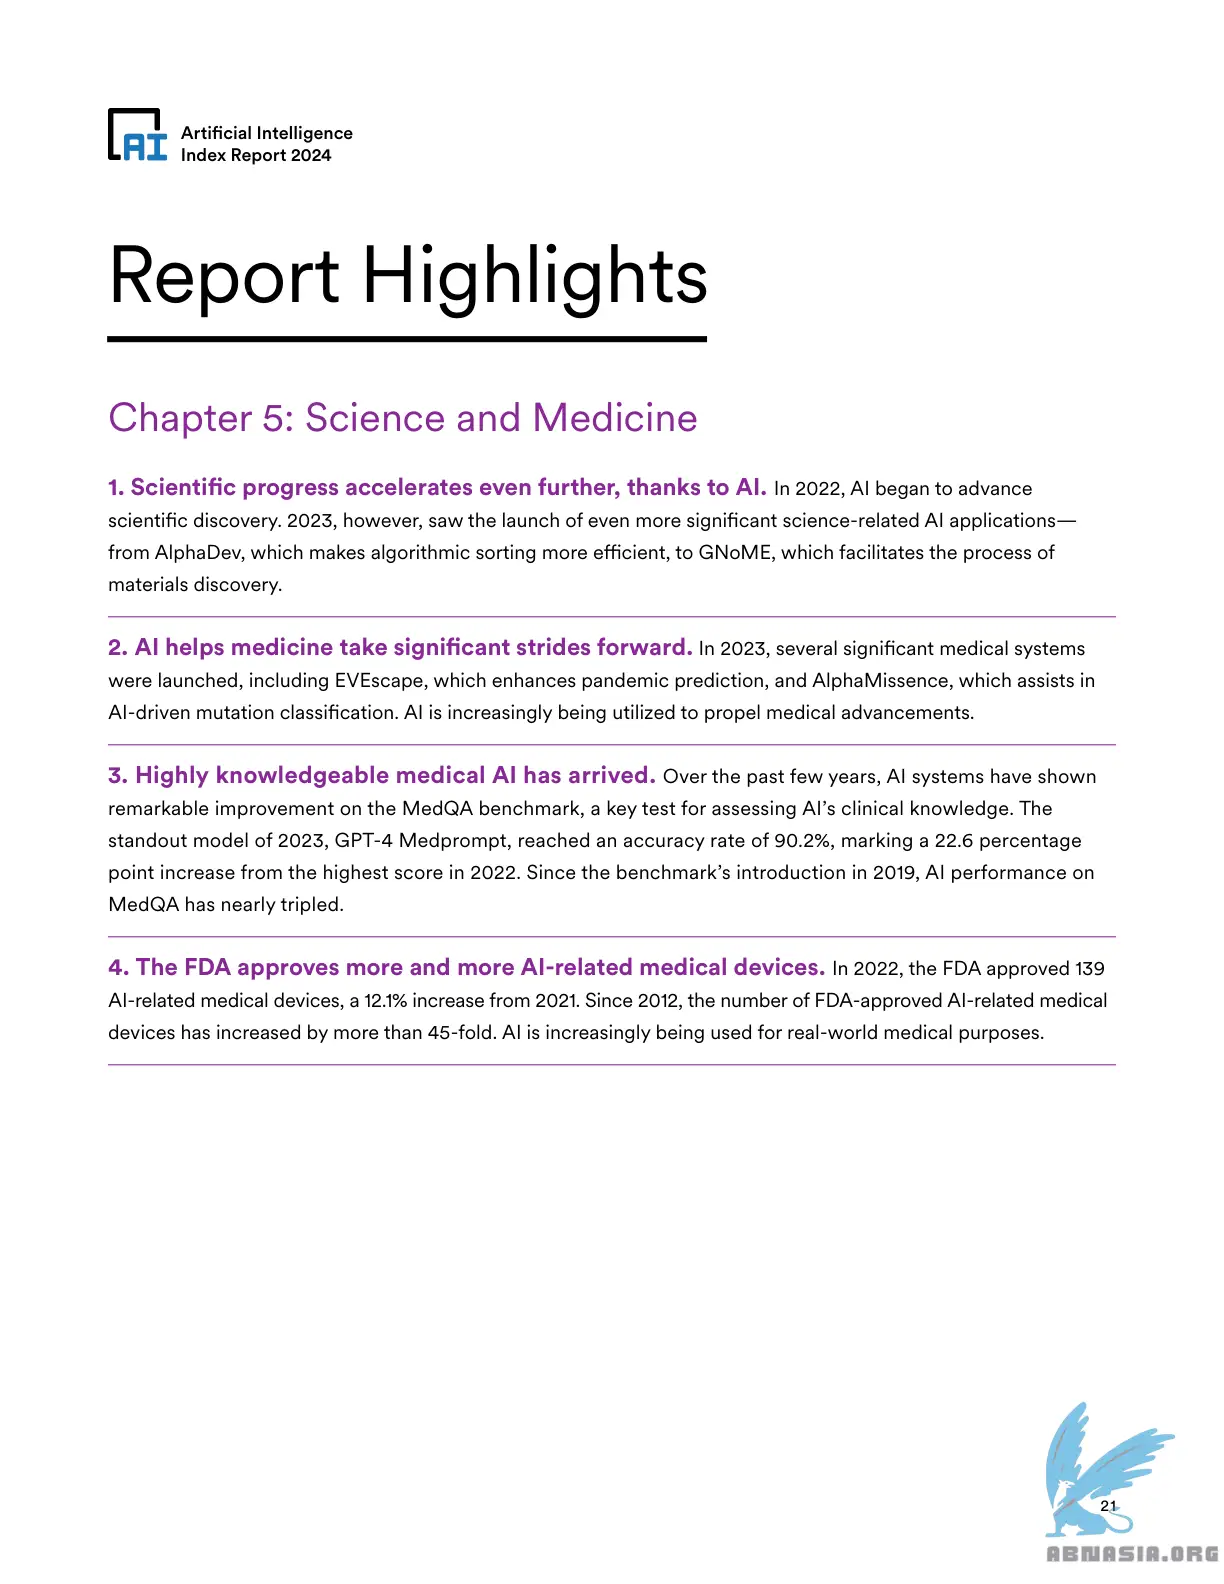 AI
Artificial Intelligence
Index Report 2024
Report Highlights
Chapter 5: Science and Medicine
1. Scientific progress accelerates even further, thanks to AI. In 2022, AI began to advance
scientific discovery. 2023, however, saw the launch of even more significant science-related AI applications—
from AlphaDev, which makes algorithmic sorting more efficient, to GNoME, which facilitates the process of
materials discovery.
2. AI helps medicine take significant strides forward. In 2023, several significant medical systems
were launched, including EVEscape, which enhances pandemic prediction, and AlphaMissence, which assists in
AI-driven mutation classification. AI is increasingly being utilized to propel medical advancements.
3. Highly knowledgeable medical AI has arrived. Over the past few years, AI systems have shown
remarkable improvement on the MedQA benchmark, a key test for assessing AI’s clinical knowledge. The
standout model of 2023, GPT-4 Medprompt, reached an accuracy rate of 90.2%, marking a 22.6 percentage
point increase from the highest score in 2022. Since the benchmark’s introduction in 2019, AI performance on
MedQA has nearly tripled.
4. The FDA approves more and more AI-related medical devices. In 2022, the FDA approved 139
AI-related medical devices, a 12.1% increase from 2021. Since 2012, the number of FDA-approved AI-related medical
devices has increased by more than 45-fold. AI is increasingly being used for real-world medical purposes.
21
ABNASIA.ORG